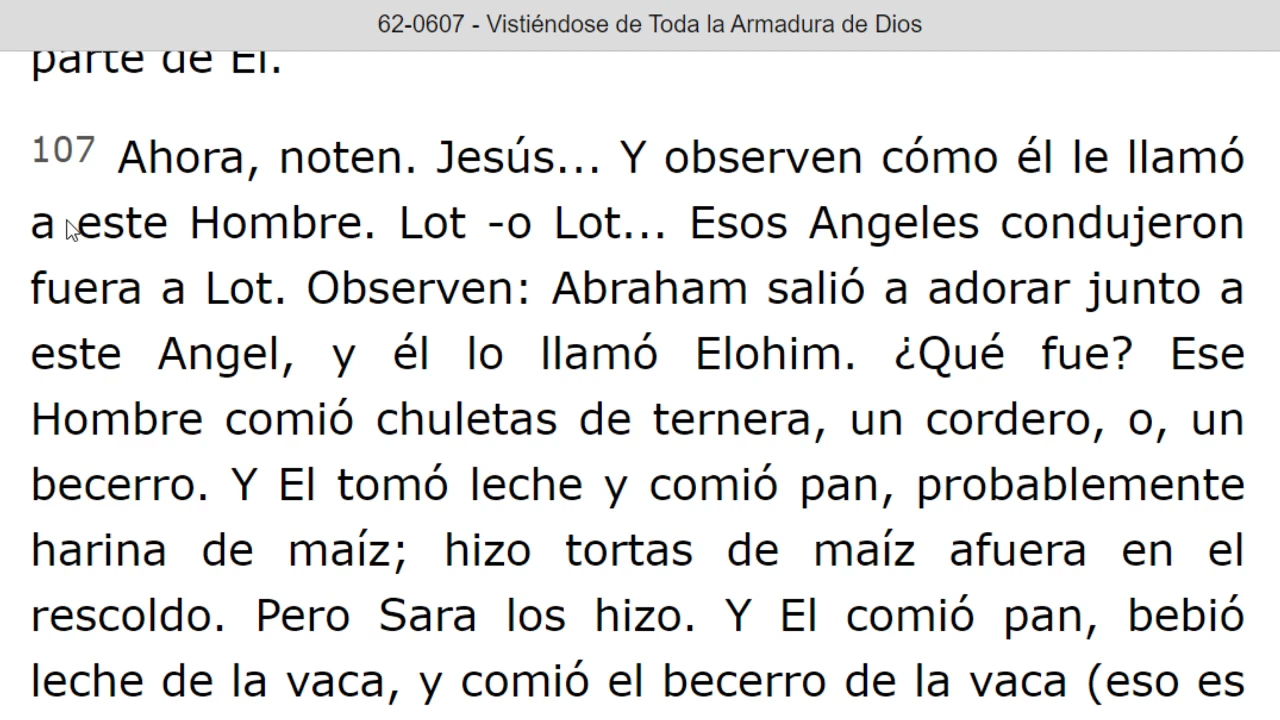 62-0607 - Vistiéndose de Toda la Armadura de Dios
parte de El.
107 Ahora, noten. Jesús... Y observen cómo él le llamó
a este Hombre. Lot -o Lot... Esos Angeles condujeron
fuera a Lot. Observen: Abraham salió a adorar junto a
este Angel, y él lo llamó Elohim. ¿Qué fue? Ese
Hombre comió chuletas de ternera, un cordero, o, un
becerro. Y El tomó leche y comió pan, probablemente
harina de maíz; hizo tortas de maíz afuera en el
rescoldo. Pero Sara los hizo. Y El comió pan, bebió
leche de la vaca, y comió el becerro de la vaca (eso es